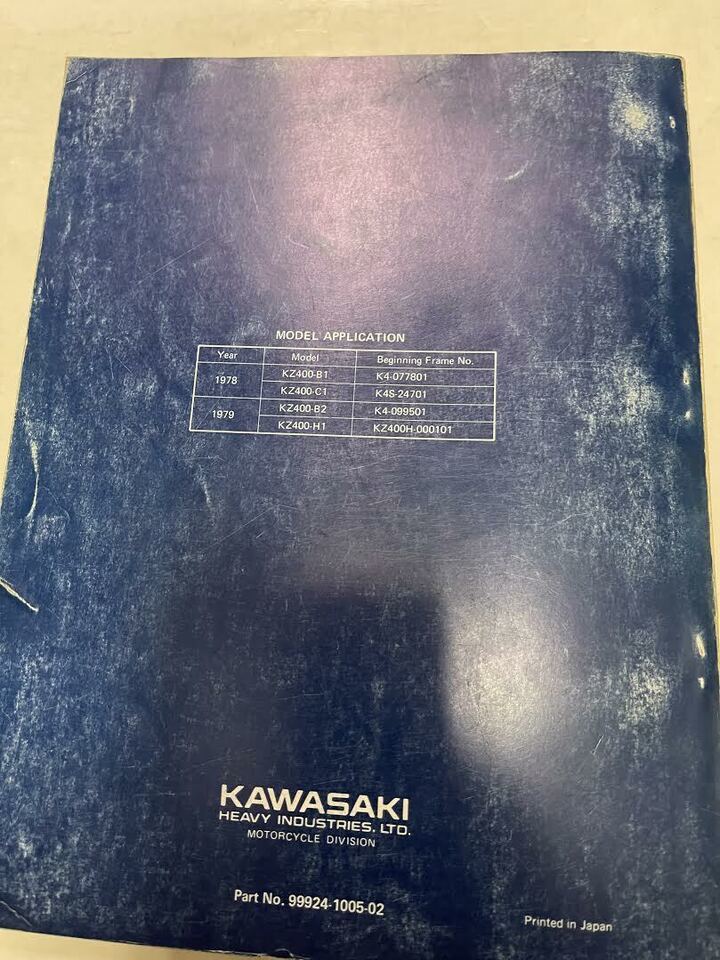 MODEL APPLICATION
Year Model Beginning Frame No.
1978 KZ400-B1 K4-077801
KZ400-C1 K4S-24701
1979 KZ400-B2 K4-099501
KZ400-H1 KZ400H-000101
KAWASAKI
HEAVY INDUSTRIES, LTD.
MOTORCYCLE DIVISION
Part No. 99924-1005-02
Printed in Japan